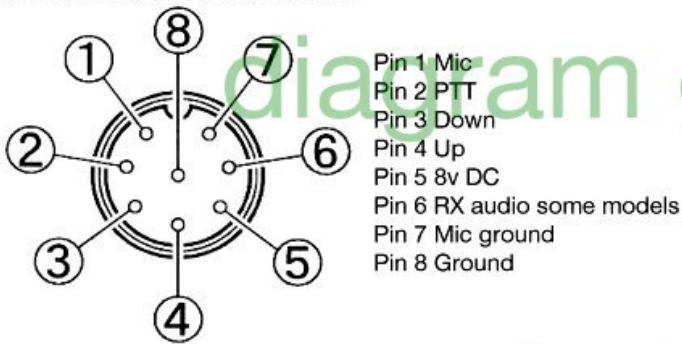 8
1
7
diagram
Pin 1 Mic
Pin 2 PTT
Pin 3 Down
2
6
Pin 4 Up
Pin 5 8v DC
Pin 6 RX audio some models
3
5
Pin 7 Mic ground
Pin 8 Ground
4